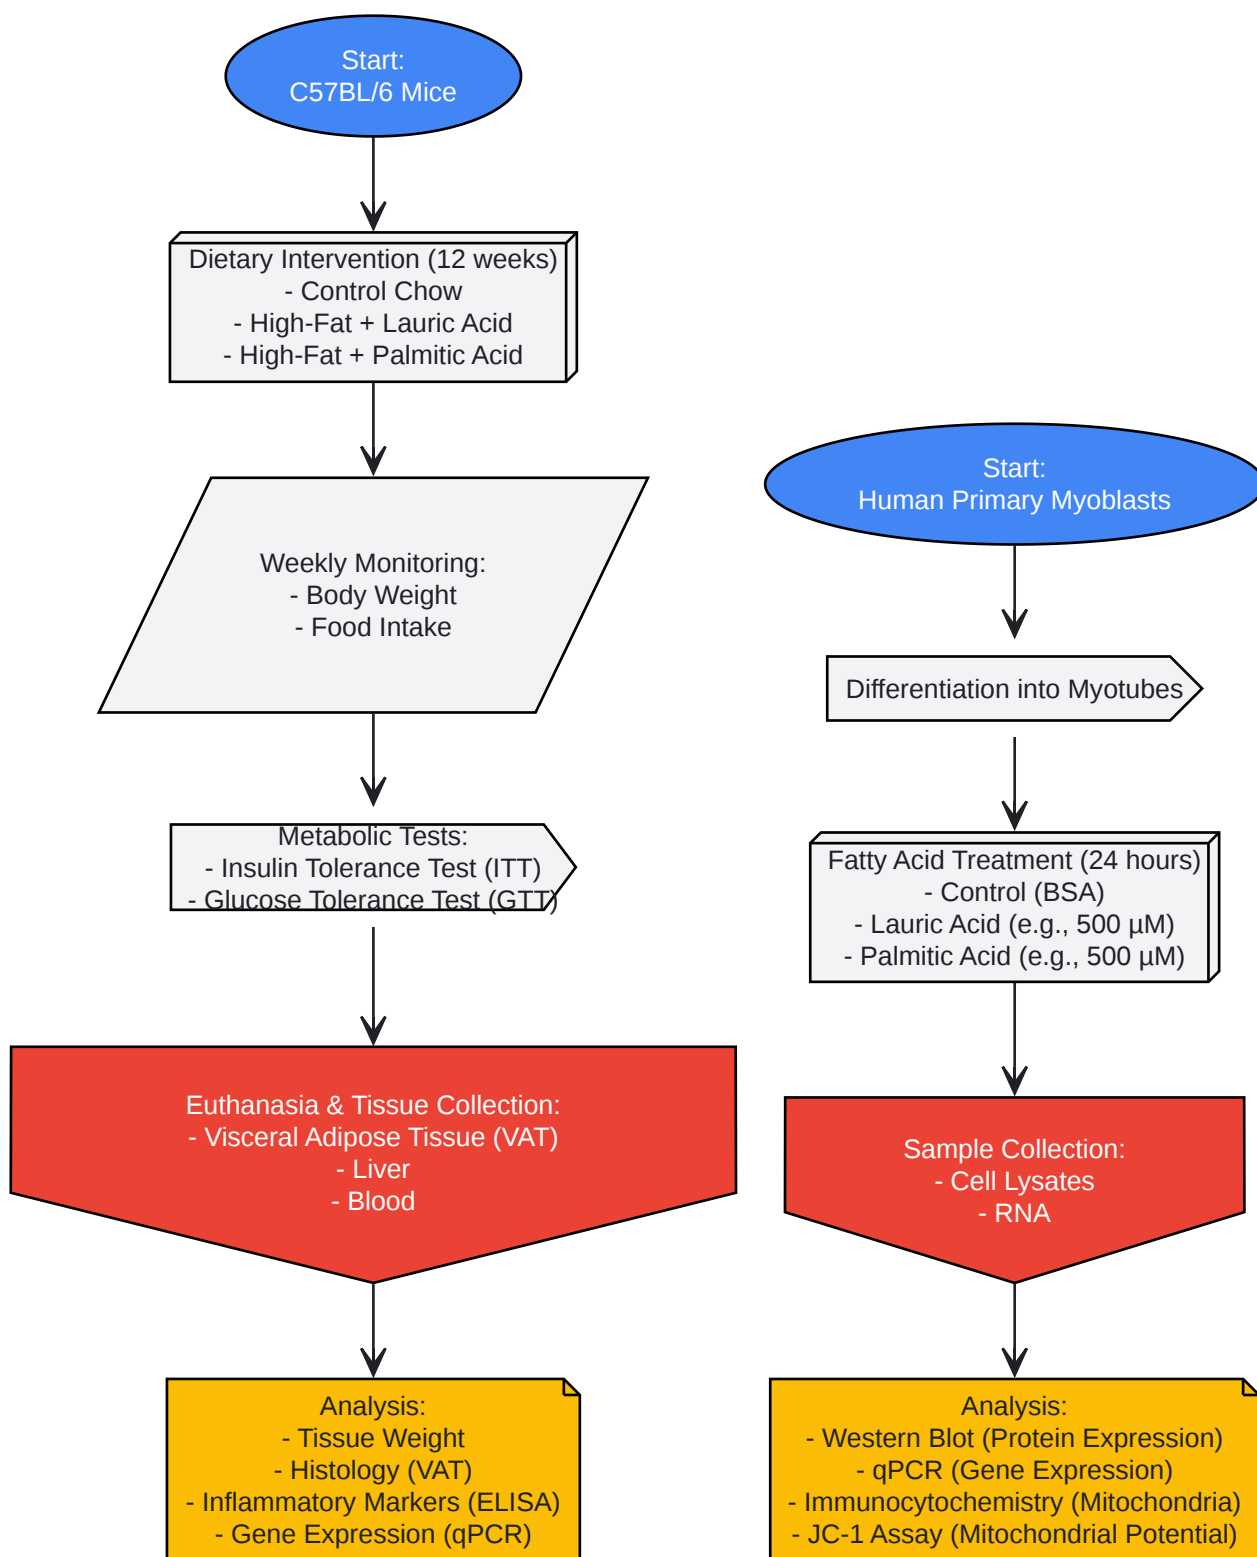 Start:
C57BL/6 Mice
Dietary Intervention (12 weeks)
- Control Chow
- High-Fat + Lauric Acid
- High-Fat + Palmitic Acid
Weekly Monitoring:
- Body Weight
- Food Intake
Metabolic Tests:
- Insulin Tolerance Test (ITT)
- Glucose Tolerance Test (GTT)
Euthanasia & Tissue Collection:
- Visceral Adipose Tissue (VAT)
- Liver
- Blood
Analysis:
- Tissue Weight
- Histology (VAT)
- Inflammatory Markers (ELISA)
- Gene Expression (qPCR)
Start:
Human Primary Myoblasts
Differentiation into Myotubes
Fatty Acid Treatment (24 hours)
- Control (BSA)
- Lauric Acid (e.g., 500 µM)
- Palmitic Acid (e.g., 500 µM)
Sample Collection:
- Cell Lysates
- RNA
Analysis:
- Western Blot (Protein Expression)
- qPCR (Gene Expression)
- Immunocytochemistry (Mitochondria)
- JC-1 Assay (Mitochondrial Potential)